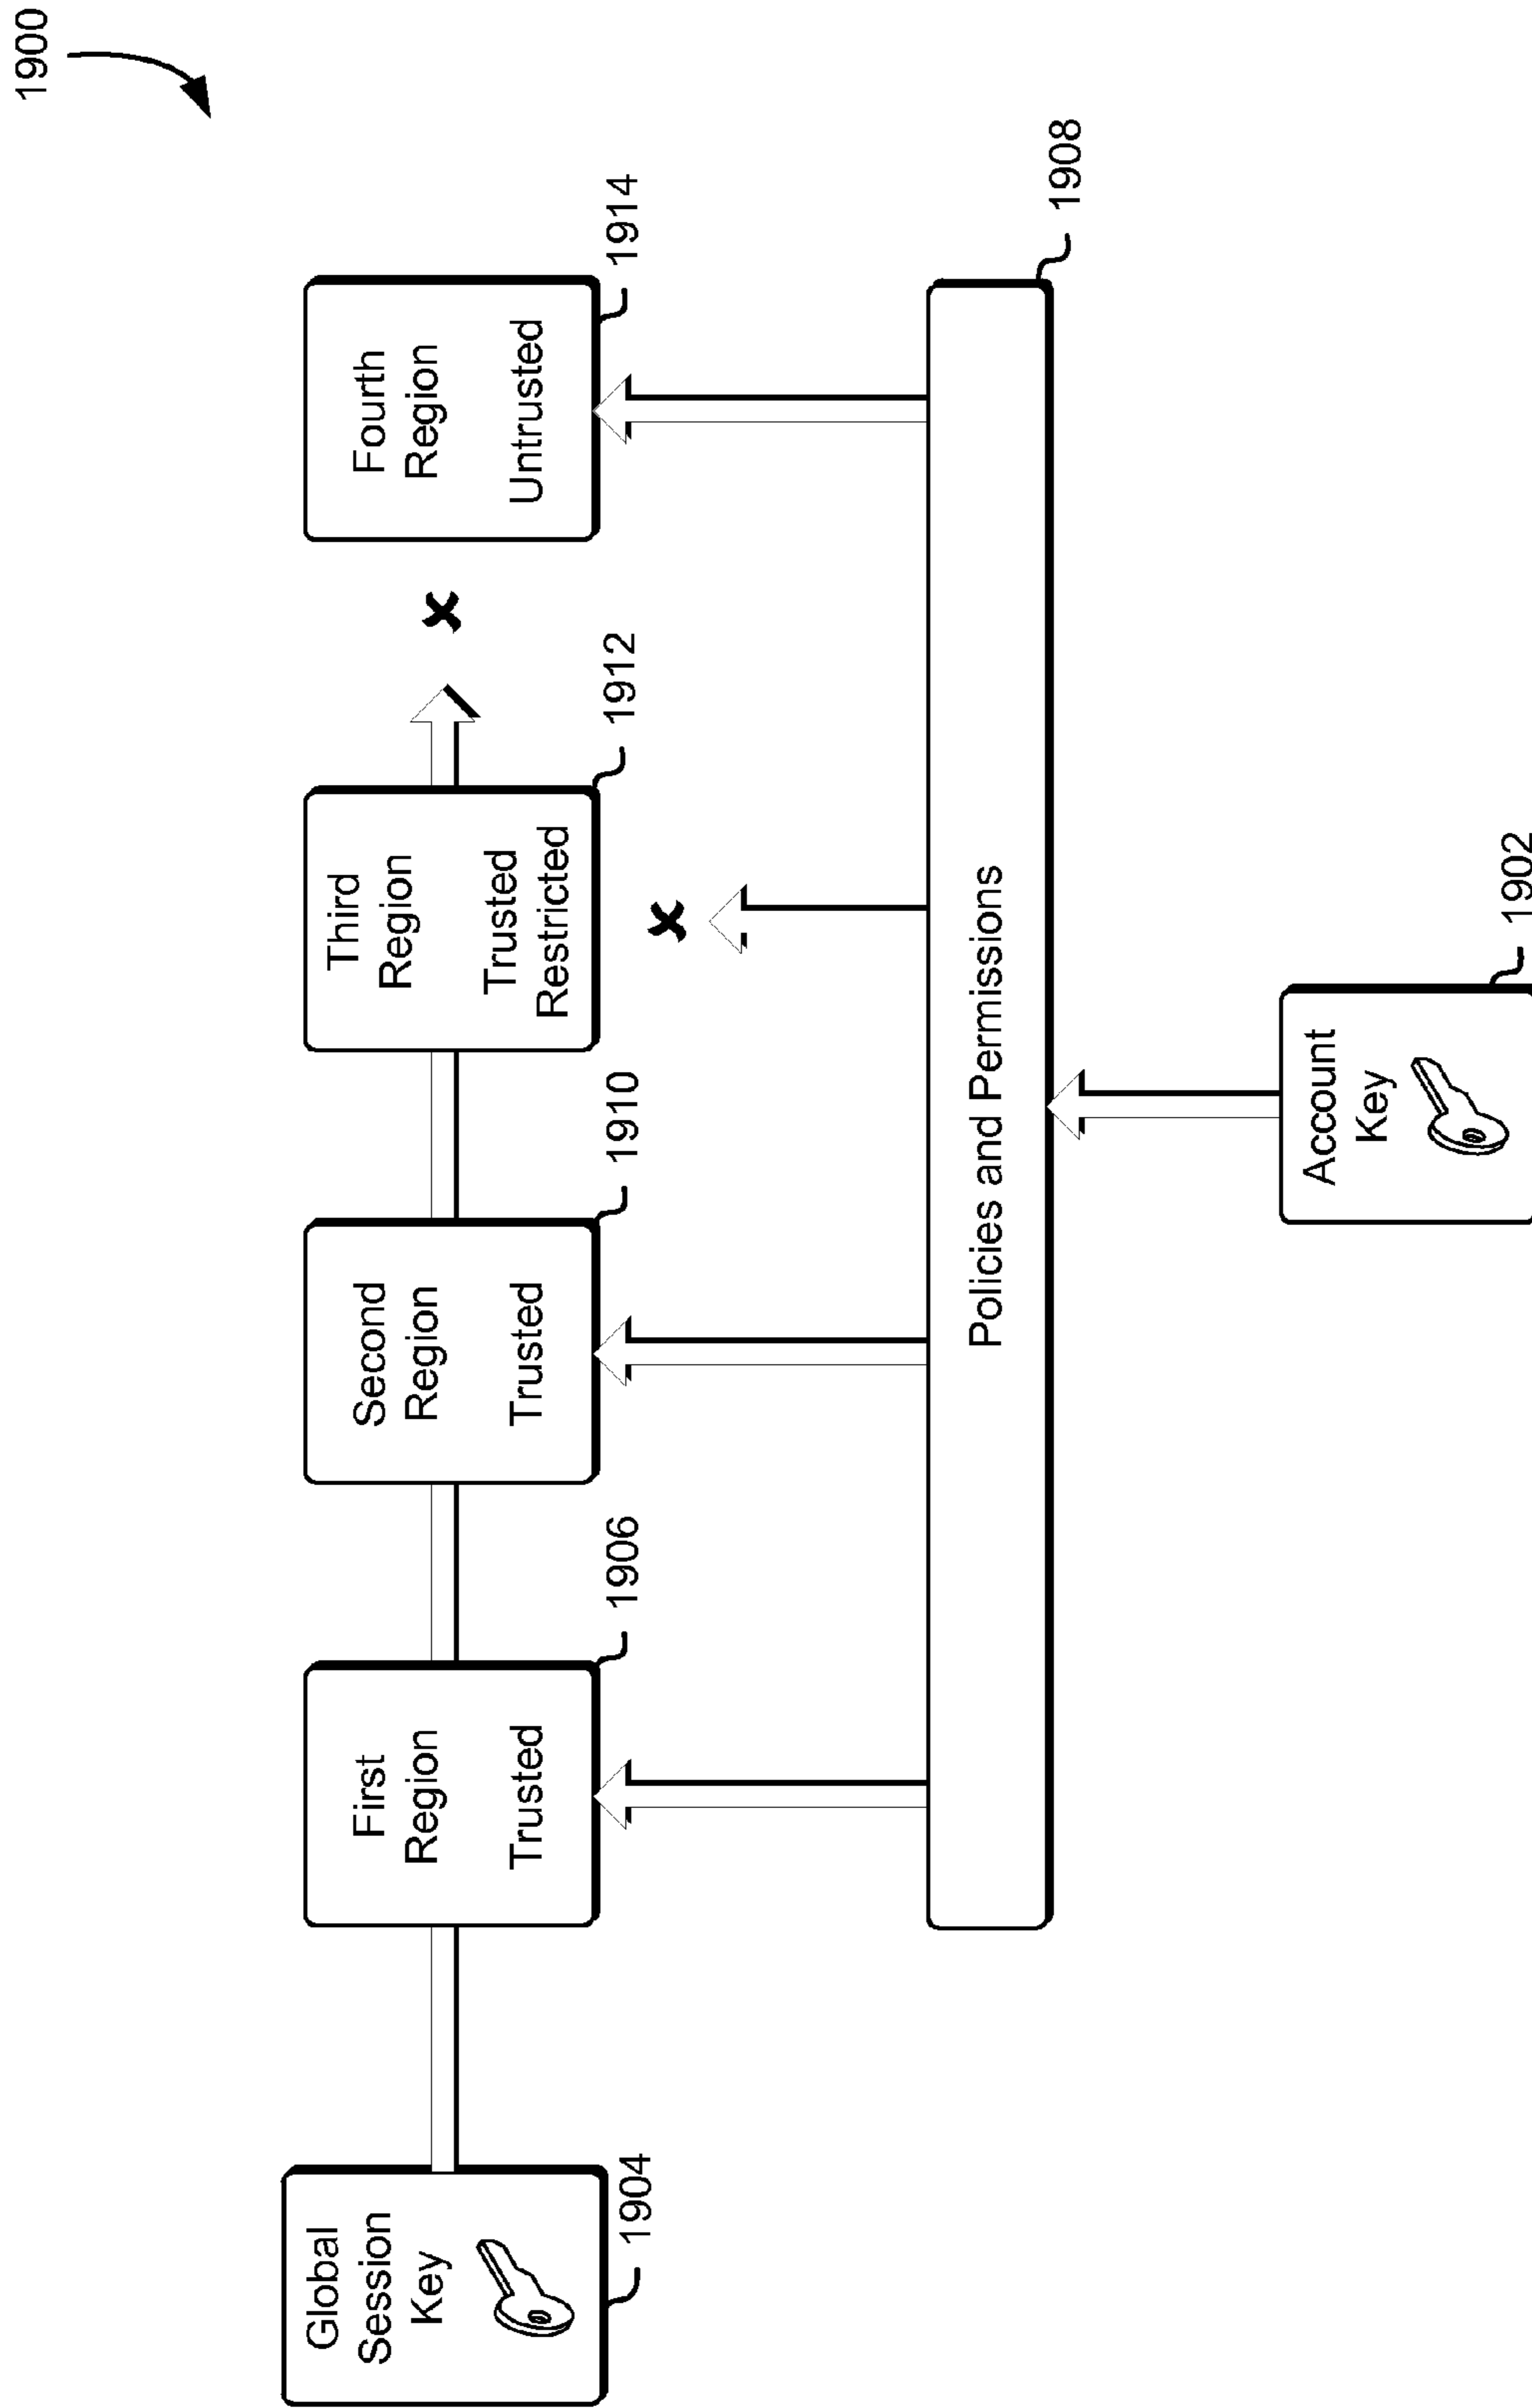 1900
Global
Session
Key
1904
First
Region
Trusted
1906
Second
Region
Trusted
1910
Third
Region
Trusted
Restricted
1912
Fourth
Region
Untrusted
1914
Policies and Permissions
1908
Account
Key
1902